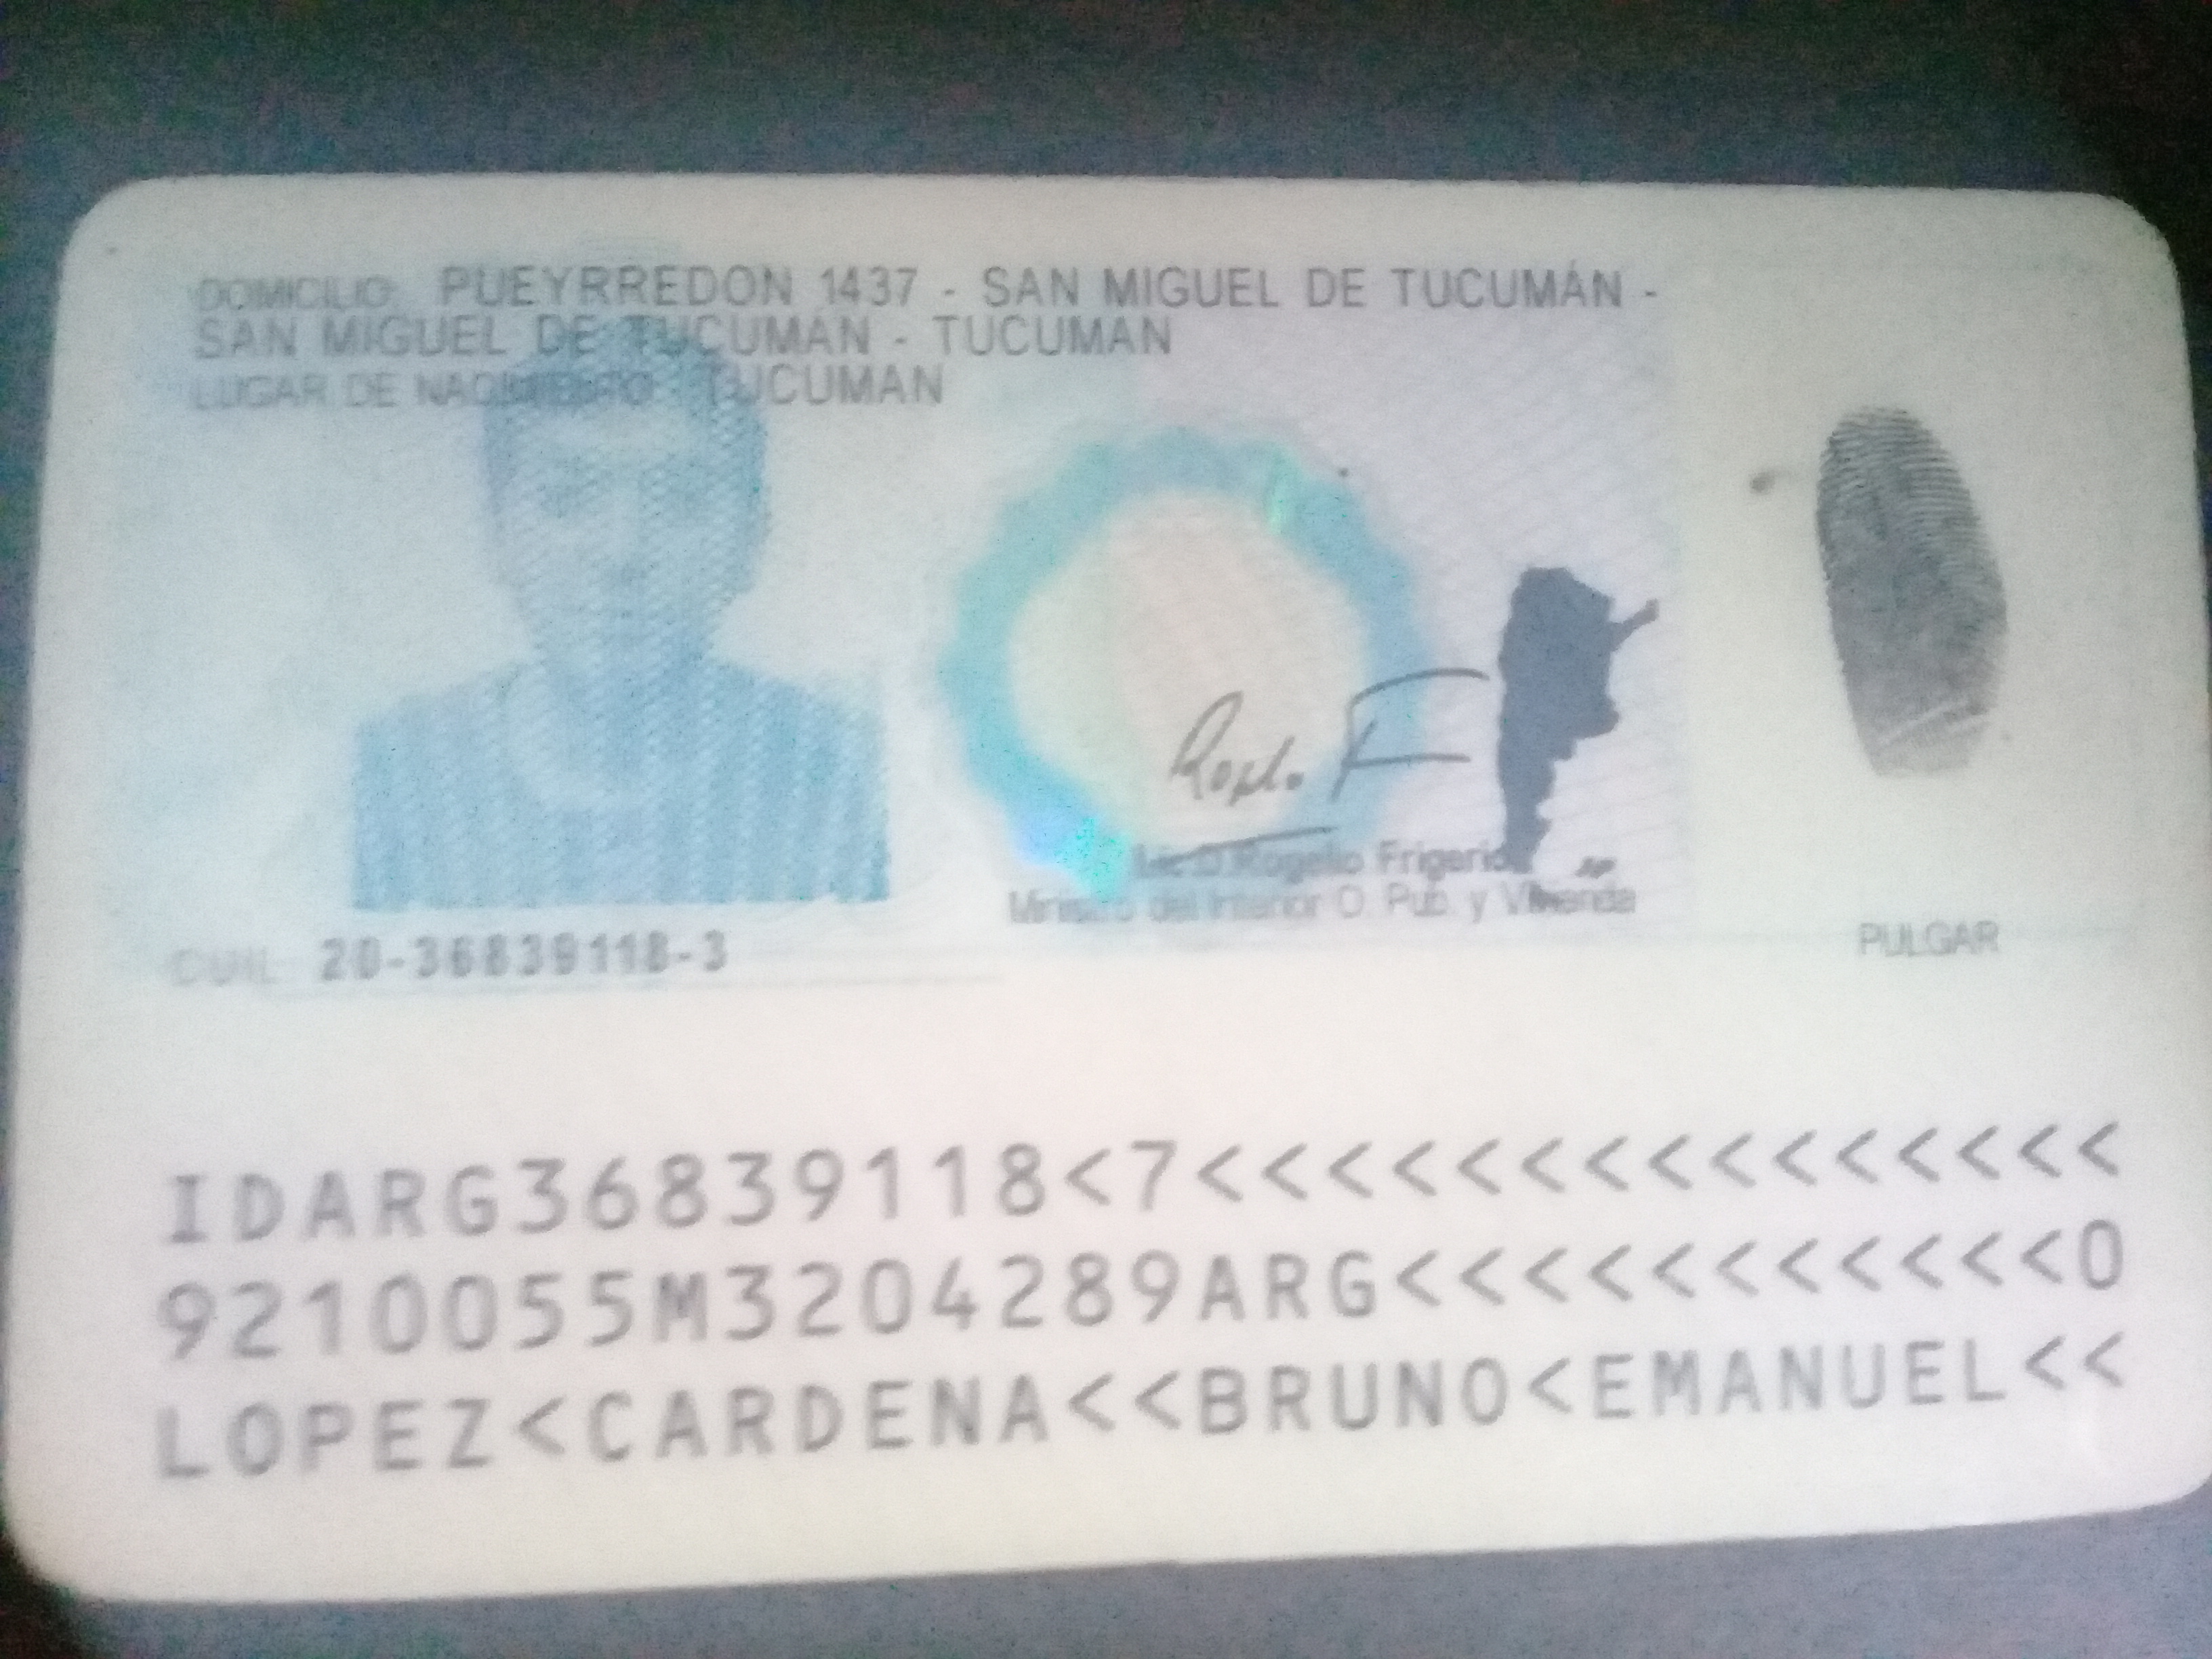 DOMICILIO: PUEYRREDON 1437 - SAN MIGUEL DE TUCUMÁN -
SAN MIGUEL DE TUCUMÁN - TUCUMAN
LUGAR DE NACIMIENTO: TUCUMAN
Lic. D Rogelio Frigerio
Ministro del Interior O. Pub. y Vivienda
CUIL: 20-36839118-3
PULGAR
IDARG36839118<7<<<<<<<<<<<<<<<
9210055M3204289ARG<<<<<<<<<<<0
LOPEZ<CARDENA<<BRUNO<EMANUEL<<